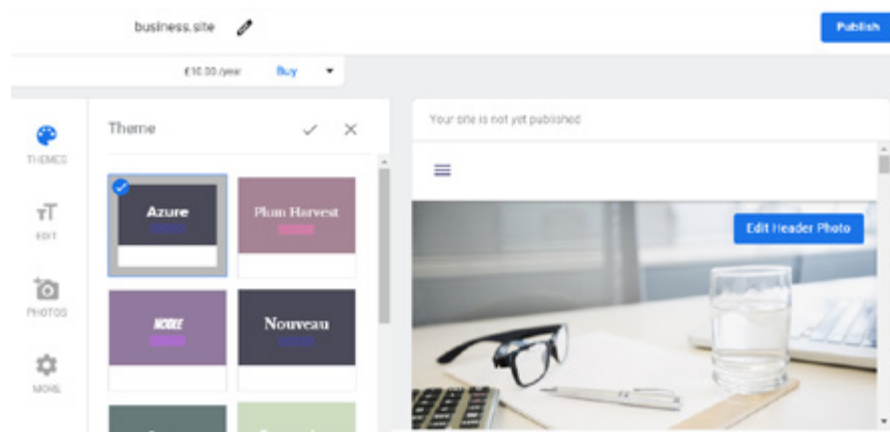 business.site
Publish
£10.00 /year Buy
Your site is not yet published
Theme
THEMES
EDIT
PHOTOS
MORE
Azure
Plum Harvest
NOBLE
Nouveau
Edit Header Photo